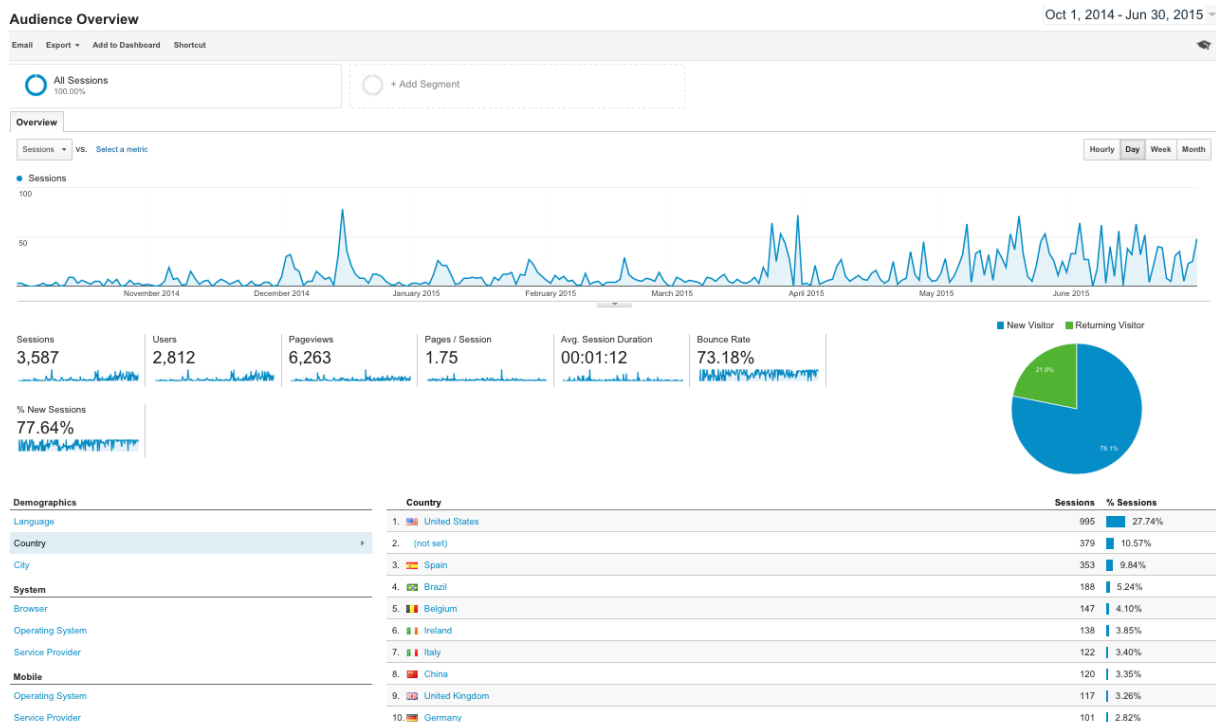 Audience Overview
Oct 1, 2014 - Jun 30, 2015
Email Export Add to Dashboard Shortcut
All Sessions
100.00%
+ Add Segment
Overview
Sessions VS. Select a metric
Hourly Day Week Month
Sessions
100
50
November 2014 December 2014 January 2015 February 2015 March 2015 April 2015 May 2015 June 2015
New Visitor Returning Visitor
Sessions
3,587
Users
2,812
Pageviews
6,263
Pages / Session
1.75
Avg. Session Duration
00:01:12
Bounce Rate
73.18%
% New Sessions
77.64%
21.9%
78.1%
Demographics
Language
Country
City
System
Browser
Operating System
Service Provider
Mobile
Operating System
Service Provider
Country Sessions % Sessions
1. United States 995 27.74%
2. (not set) 379 10.57%
3. Spain 353 9.84%
4. Brazil 188 5.24%
5. Belgium 147 4.10%
6. Ireland 138 3.85%
7. Italy 122 3.40%
8. China 120 3.35%
9. United Kingdom 117 3.26%
10. Germany 101 2.82%